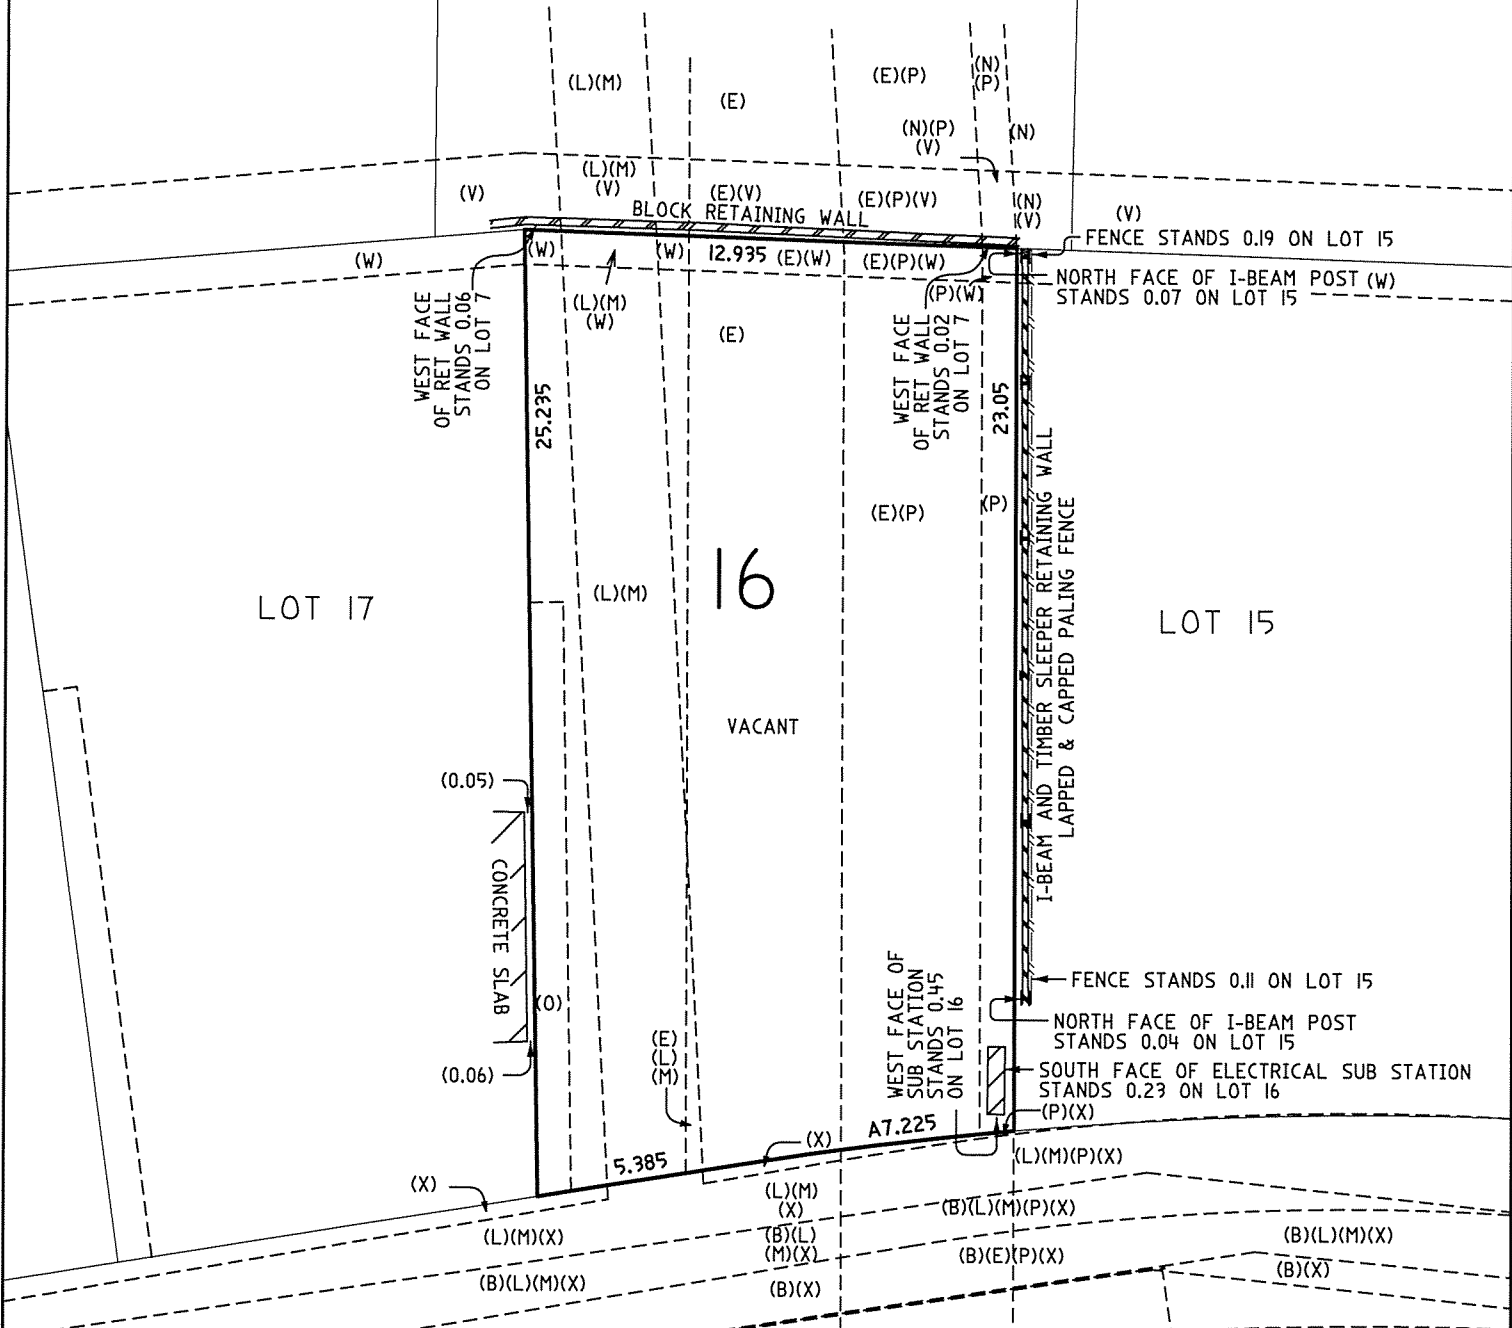 (L)(M)
(E)
(E)(P)
(N)
(P)
(N)(P)
(V)
(N)
(V)
(L)(M)
(V)
(E)(V)
(E)(P)(V)
(N)
(V)
(V)
BLOCK RETAINING WALL
FENCE STANDS 0.19 ON LOT 15
(W)
(W)
(W)
12.935
(E)(W)
(E)(P)(W)
NORTH FACE OF I-BEAM POST
STANDS 0.07 ON LOT 15
(W)
(L)(M)
(W)
(P)(W)
WEST FACE
OF RET WALL
STANDS 0.06
ON LOT 7
(E)
WEST FACE
OF RET WALL
STANDS 0.02
ON LOT 7
25.235
23.05
(E)(P)
(P)
I-BEAM AND TIMBER SLEEPER RETAINING WALL
LAPPED & CAPPED PALING FENCE
LOT 17
(L)(M)
16
LOT 15
VACANT
(0.05)
CONCRETE SLAB
(O)
(0.06)
(E)
(L)
(M)
WEST FACE OF
SUB STATION
STANDS 0.45
ON LOT 16
FENCE STANDS 0.11 ON LOT 15
NORTH FACE OF I-BEAM POST
STANDS 0.04 ON LOT 15
SOUTH FACE OF ELECTRICAL SUB STATION
STANDS 0.23 ON LOT 16
(P)(X)
A7.225
(X)
5.385
(X)
(L)(M)(P)(X)
(L)(M)
(X)
(B)(L)(M)(P)(X)
(L)(M)(X)
(B)(L)
(M)(X)
(B)(L)(M)(X)
(B)(E)(P)(X)
(B)(L)(M)(X)
(B)(X)
(B)(X)